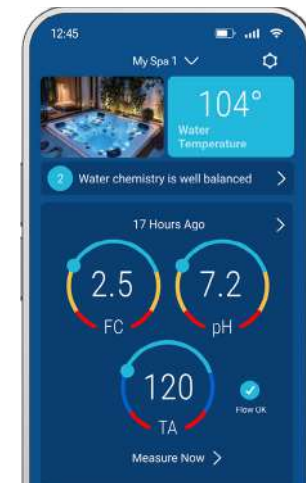 12:45
My Spa 1
104°
Water
Temperature
2 Water chemistry is well balanced
17 Hours Ago
2.5
FC
7.2
pH
120
TA
Flow OK
Measure Now